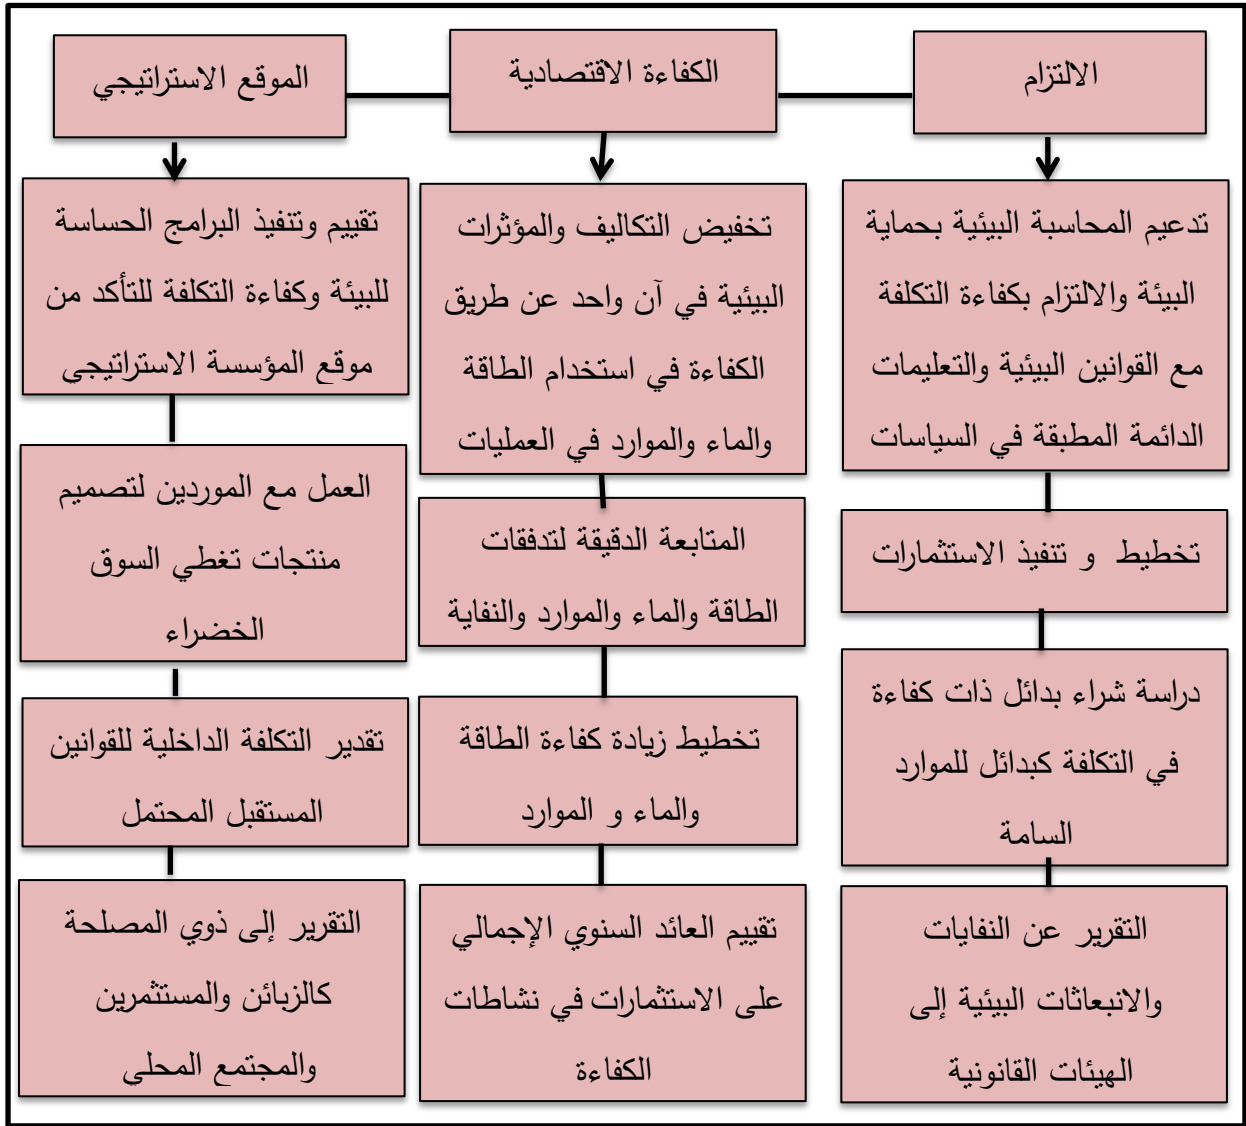 الالتزام
الكفاءة الاقتصادية
الموقع الاستراتيجي
تدعيم المحاسبة البيئية بحماية
البيئة والالتزام بكفاءة التكلفة
مع القوانين البيئية والتعليمات
الدائمة المطبقة في السياسات
تخطيط و تنفيذ الاستثمارات
دراسة شراء بدائل ذات كفاءة
في التكلفة كبدائل للموارد
السامة
التقرير عن النفايات
والانبعاثات البيئية إلى
الهيئات القانونية
تخفيض التكاليف والمؤثرات
البيئية في آن واحد عن طريق
الكفاءة في استخدام الطاقة
والماء والموارد في العمليات
المتابعة الدقيقة لتدفقات
الطاقة والماء والموارد والنفاية
تخطيط زيادة كفاءة الطاقة
والماء و الموارد
تقييم العائد السنوي الإجمالي
على الاستثمارات في نشاطات
الكفاءة
تقييم وتنفيذ البرامج الحساسة
للبيئة وكفاءة التكلفة للتأكد من
موقع المؤسسة الاستراتيجي
العمل مع الموردين لتصميم
منتجات تغطي السوق
الخضراء
تقدير التكلفة الداخلية للقوانين
المستقبل المحتمل
التقرير إلى ذوي المصلحة
كالزبائن والمستثمرين
والمجتمع المحلي